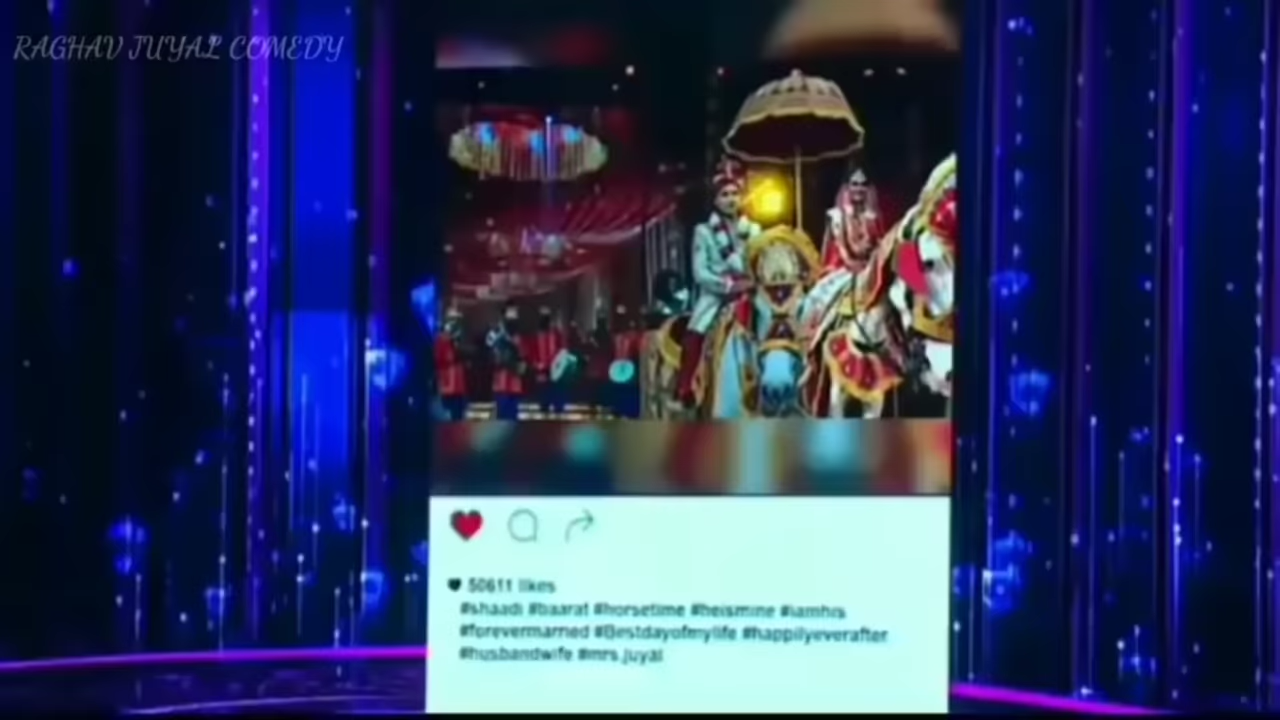 RAGHAV JUYAL COMEDY
50611 likes
#shaadi #baarat #horsetime #heismine #iamhis
#forevermarried #Bestdayofmylife #happilyeverafter
#husbandwife #mrs.juyal